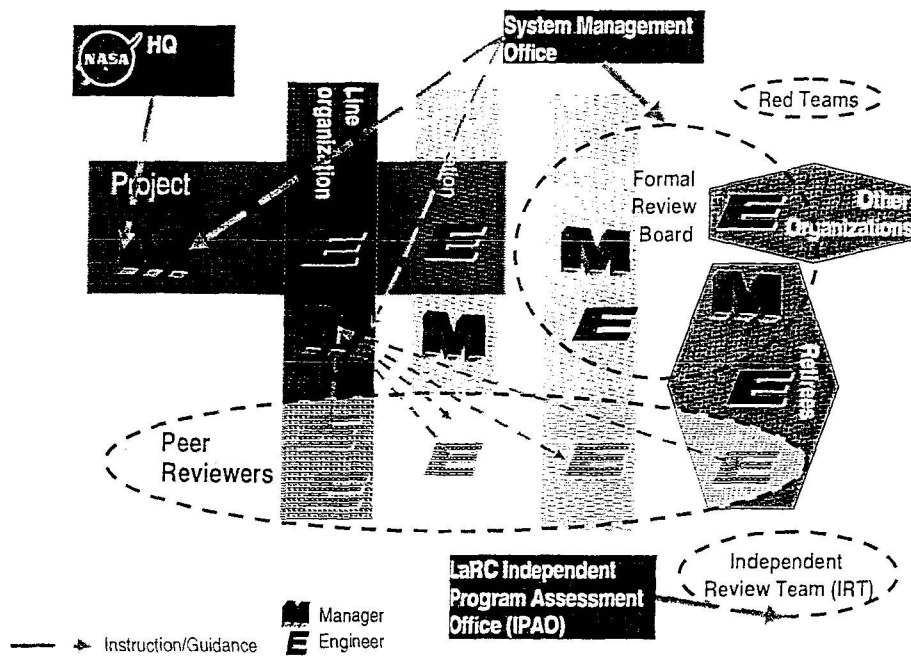 NASA
HQ
System Management
Office
Red Teams
Line
organization
Project
Formal
Review
Board
E
Other
Organizations
E
E
M
M
M
E
E
Retirees
Peer
Reviewers
E
E
E
LaRC Independent
Program Assessment
Office (IPAO)
Independent
Review Team (IRT)
M Manager
E Engineer
Instruction/Guidance